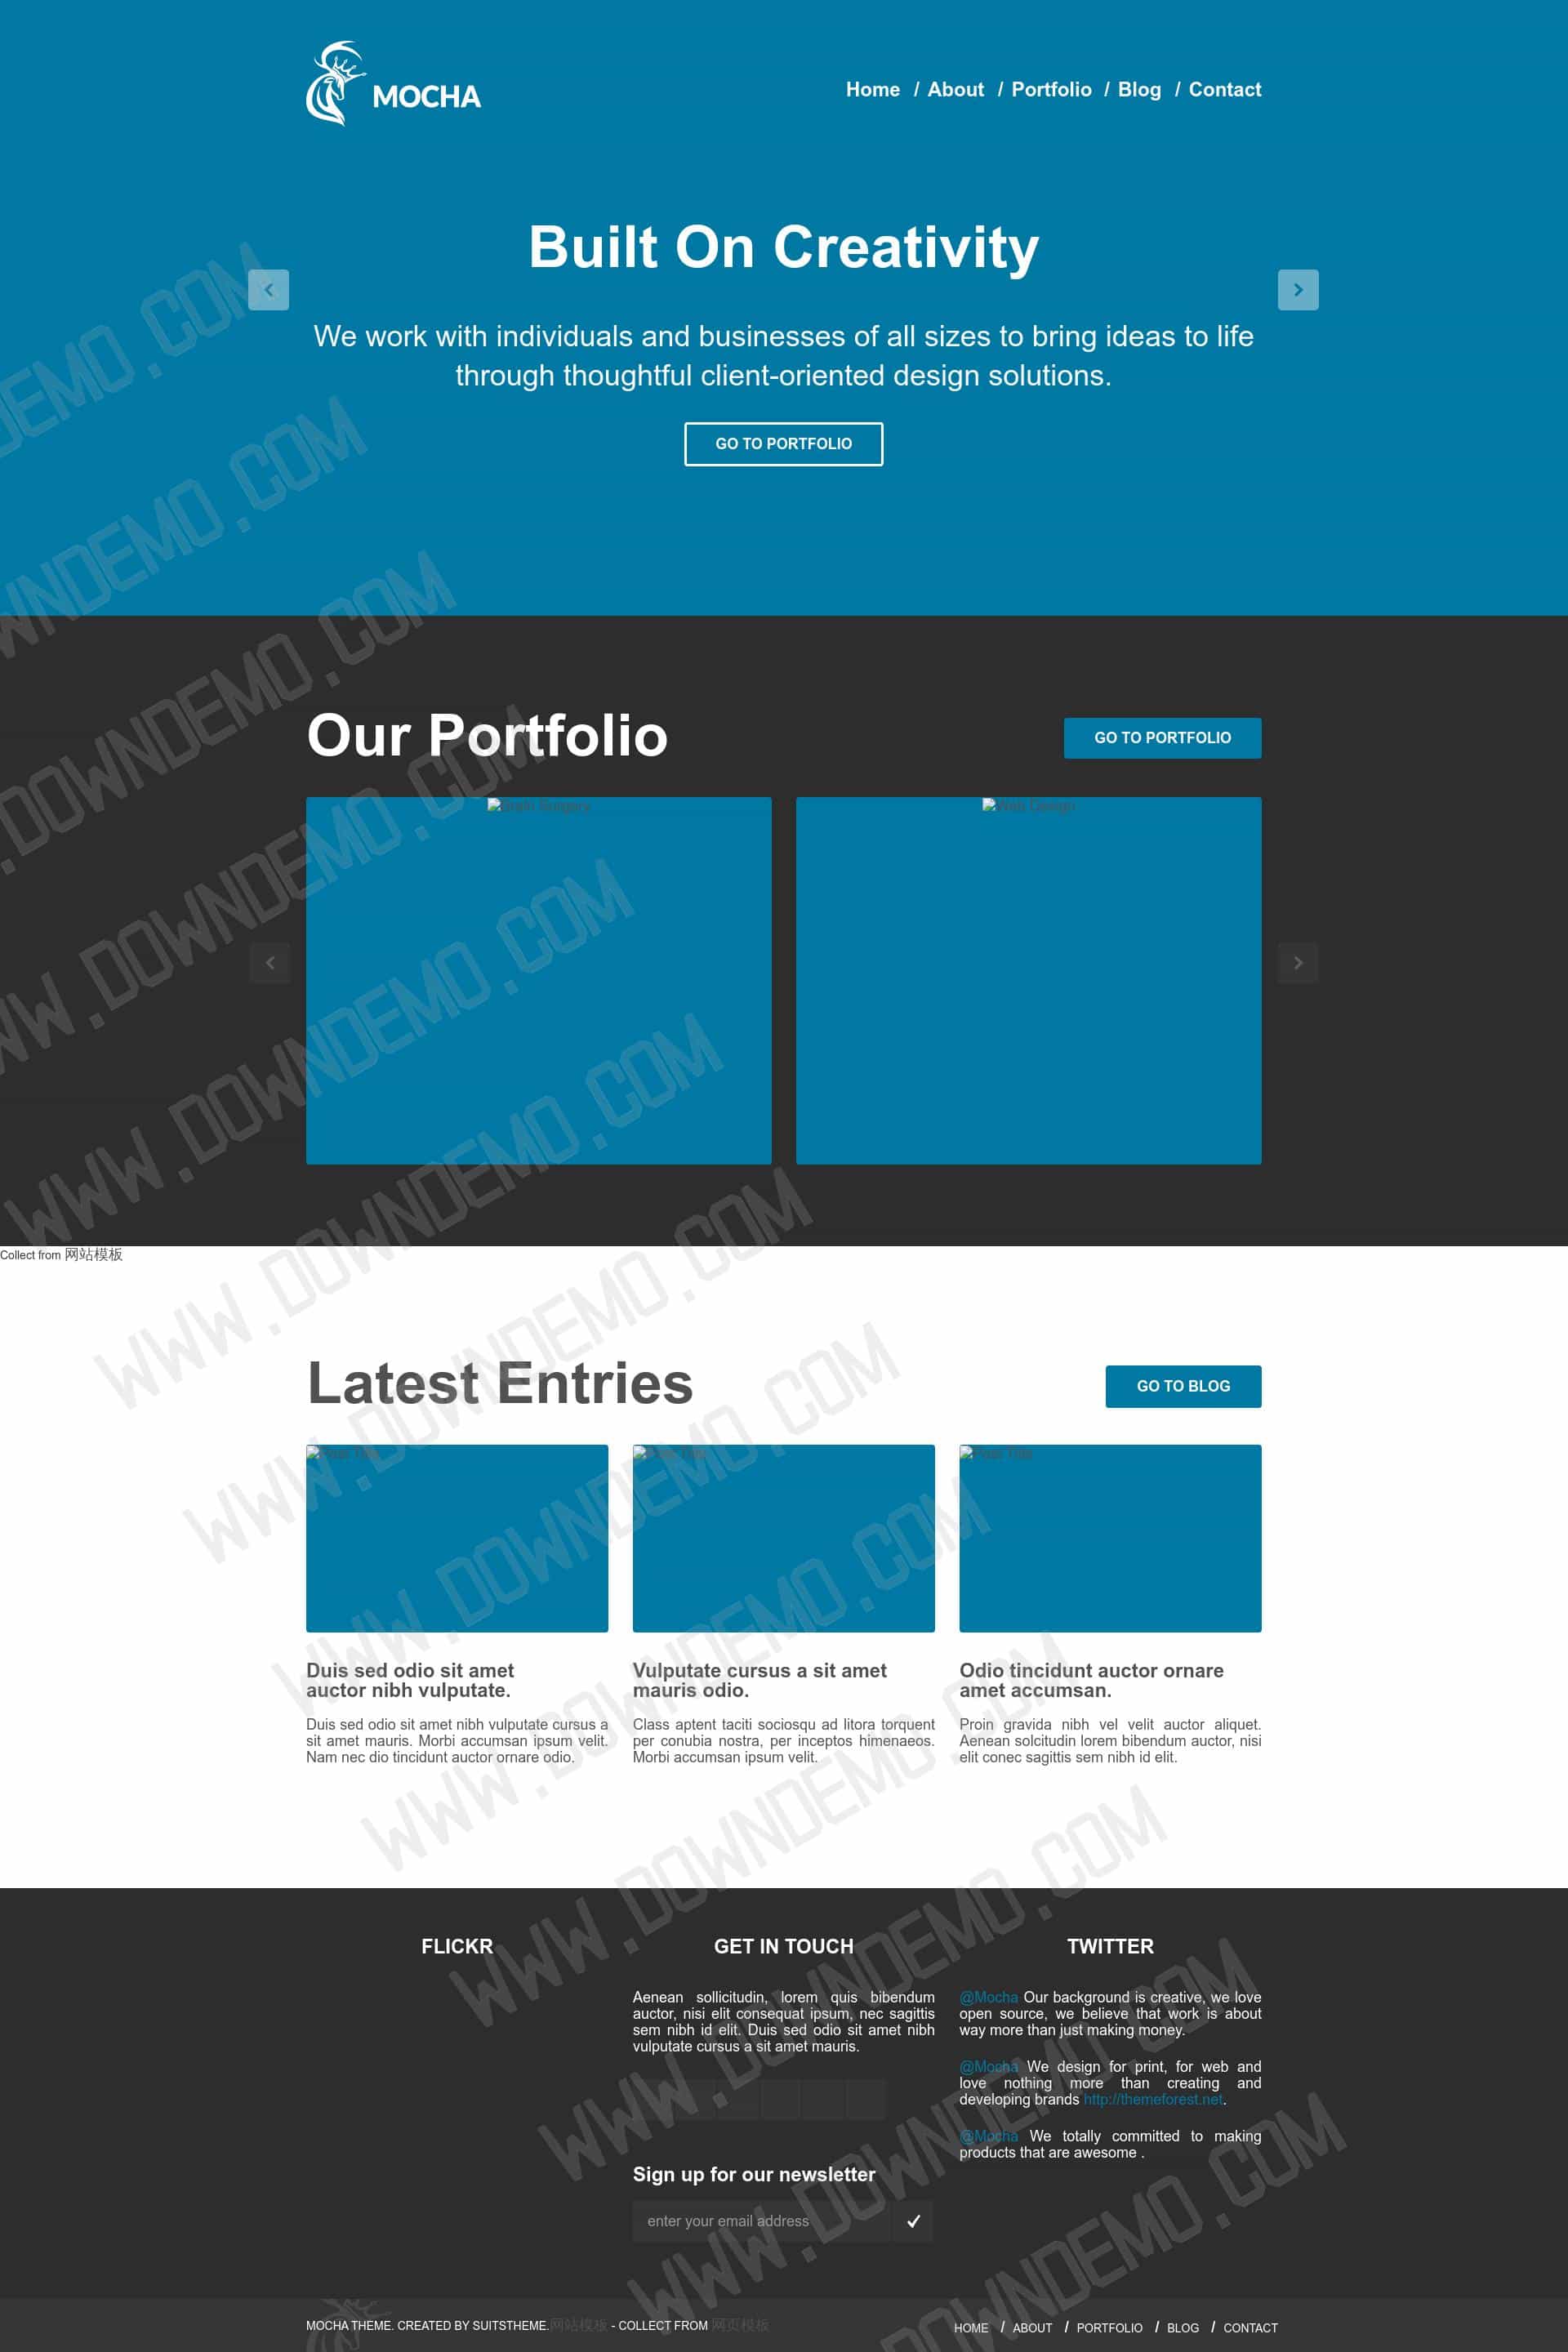 MOCHA
Home / About / Portfolio / Blog / Contact
Built On Creativity
We work with individuals and businesses of all sizes to bring ideas to life
through thoughtful client-oriented design solutions.
GO TO PORTFOLIO
Our Portfolio
GO TO PORTFOLIO
Web Design
Collect from 网站模板
Latest Entries
GO TO BLOG
Post Title
Post Title
Post Title
Duis sed odio sit amet
auctor nibh vulputate.
Duis sed odio sit amet nibh vulputate cursus a
sit amet mauris. Morbi accumsan ipsum velit.
Nam nec dio tincidunt auctor ornare odio.
Vulputate cursus a sit amet
mauris odio.
Class aptent taciti sociosqu ad litora torquent
per conubia nostra, per inceptos himenaeos.
Morbi accumsan ipsum velit.
Odio tincidunt auctor ornare
amet accumsan.
Proin gravida nibh vel velit auctor aliquet.
Aenean solcitudin lorem bibendum auctor, nisi
elit conec sagittis sem nibh id elit.
FLICKR
GET IN TOUCH
Aenean sollicitudin, lorem quis bibendum
auctor, nisi elit consequat ipsum, nec sagittis
sem nibh id elit. Duis sed odio sit amet nibh
vulputate cursus a sit amet mauris.
Sign up for our newsletter
enter your email address
TWITTER
@Mocha Our background is creative, we love
open source, we believe that work is about
way more than just making money.
@Mocha We design for print, for web and
love nothing more than creating and
developing brands http://themeforest.net.
@Mocha We totally committed to making
products that are awesome .
MOCHA THEME. CREATED BY SUITSTHEME.网站模板 - COLLECT FROM 网页模板
HOME / ABOUT / PORTFOLIO / BLOG / CONTACT
WWW.DOWNDEMO.COM